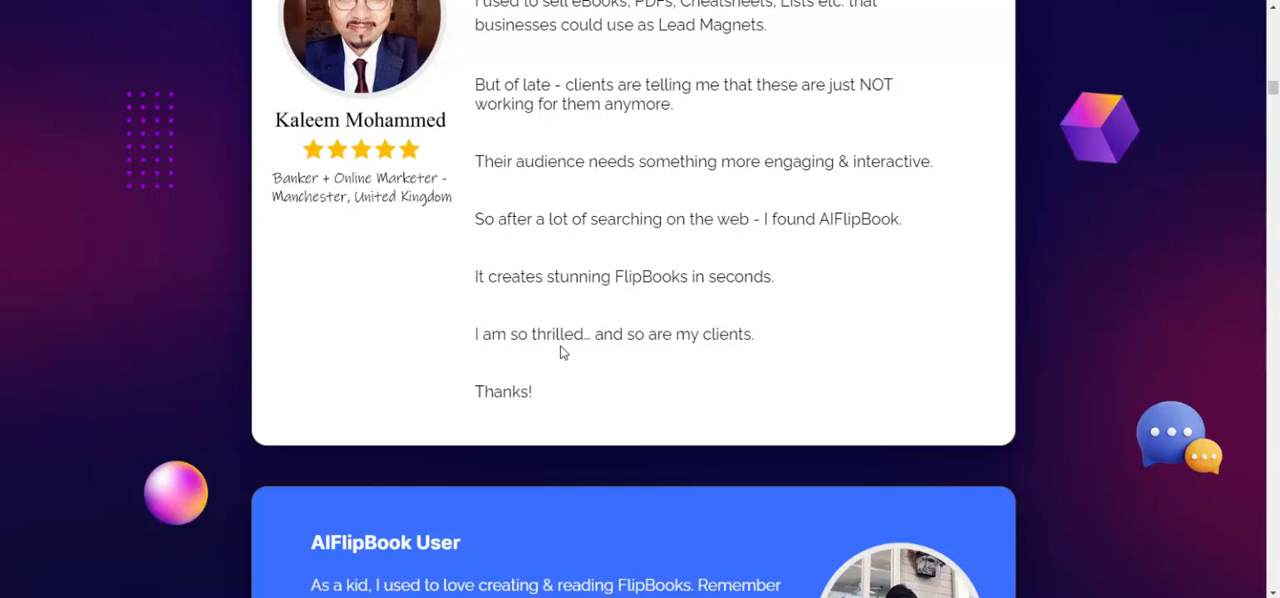 I used to sell eBooks, PDFs, Cheatsheets, Lists etc. that
businesses could use as Lead Magnets.
But of late - clients are telling me that these are just NOT
working for them anymore.
Their audience needs something more engaging & interactive.
So after a lot of searching on the web - I found AIFlipBook.
It creates stunning FlipBooks in seconds.
I am so thrilled... and so are my clients.
Thanks!
Kaleem Mohammed
Banker + Online Marketer -
Manchester, United Kingdom
AIFlipBook User
As a kid, I used to love creating & reading FlipBooks. Remember